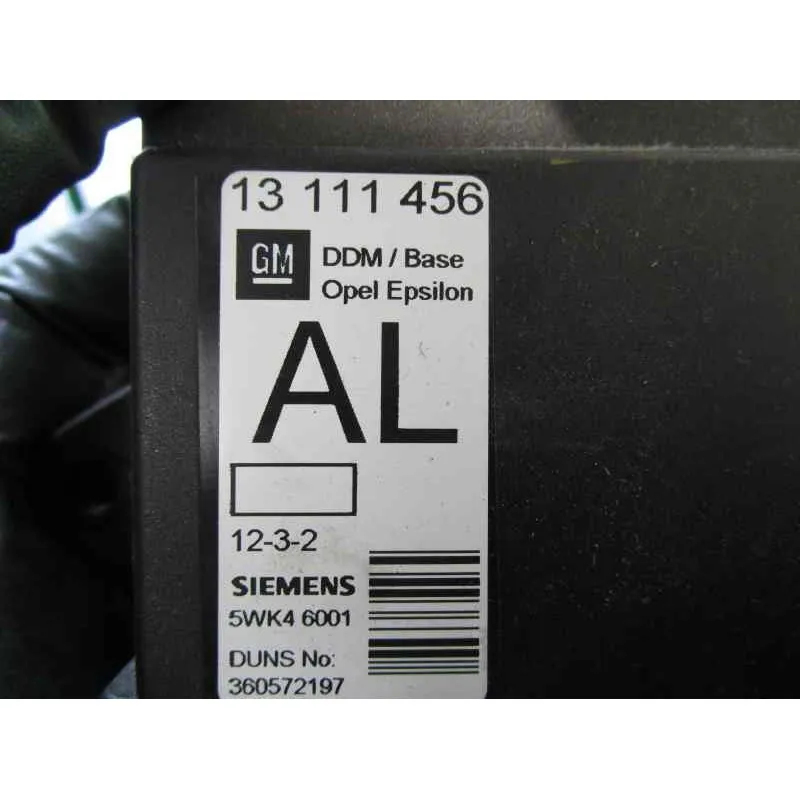 13 111 456
GM
DDM / Base
Opel Epsilon
AL
12-3-2
SIEMENS
5WK4 6001
DUNS No:
360572197